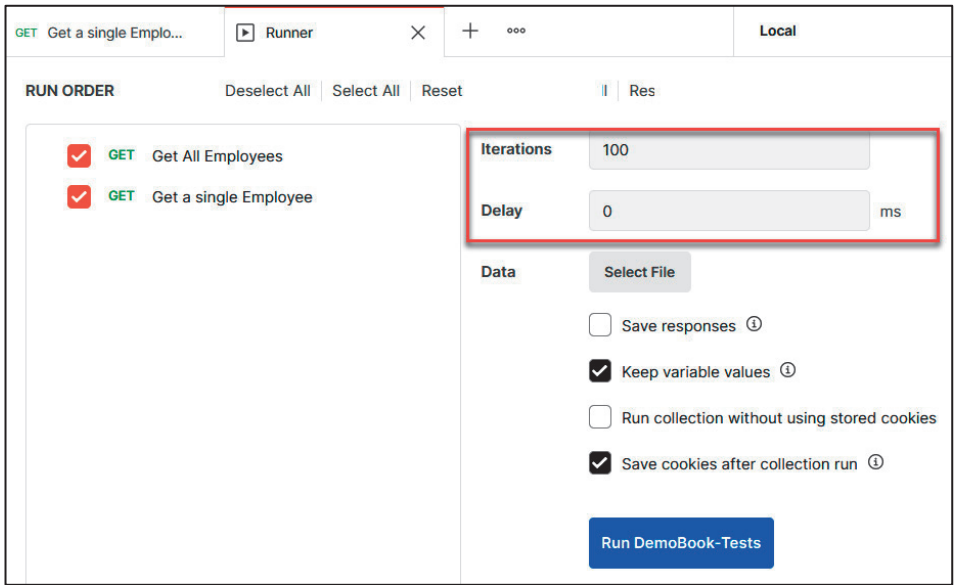 GET Get a single Emplo... Runner Local
RUN ORDER Deselect All Select All Reset l Res
GET Get All Employees
GET Get a single Employee
Iterations 100
Delay 0 ms
Data Select File
Save responses
Keep variable values
Run collection without using stored cookies
Save cookies after collection run
Run DemoBook-Tests